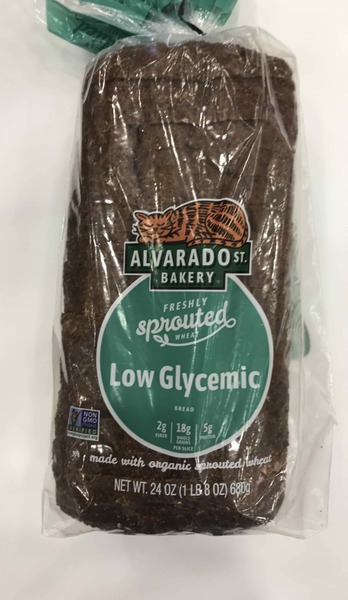 ALVARADO ST.
BAKERY
FRESHLY
sprouted
WHEAT
Low Glycemic
BREAD
2g 18g 5g
FIBER WHOLE GRAINS PROTEIN
PER SLICE
NON
GMO
VERIFIED
made with organic sprouted wheat
NET WT. 24 OZ (1 LB 8 OZ) 680g